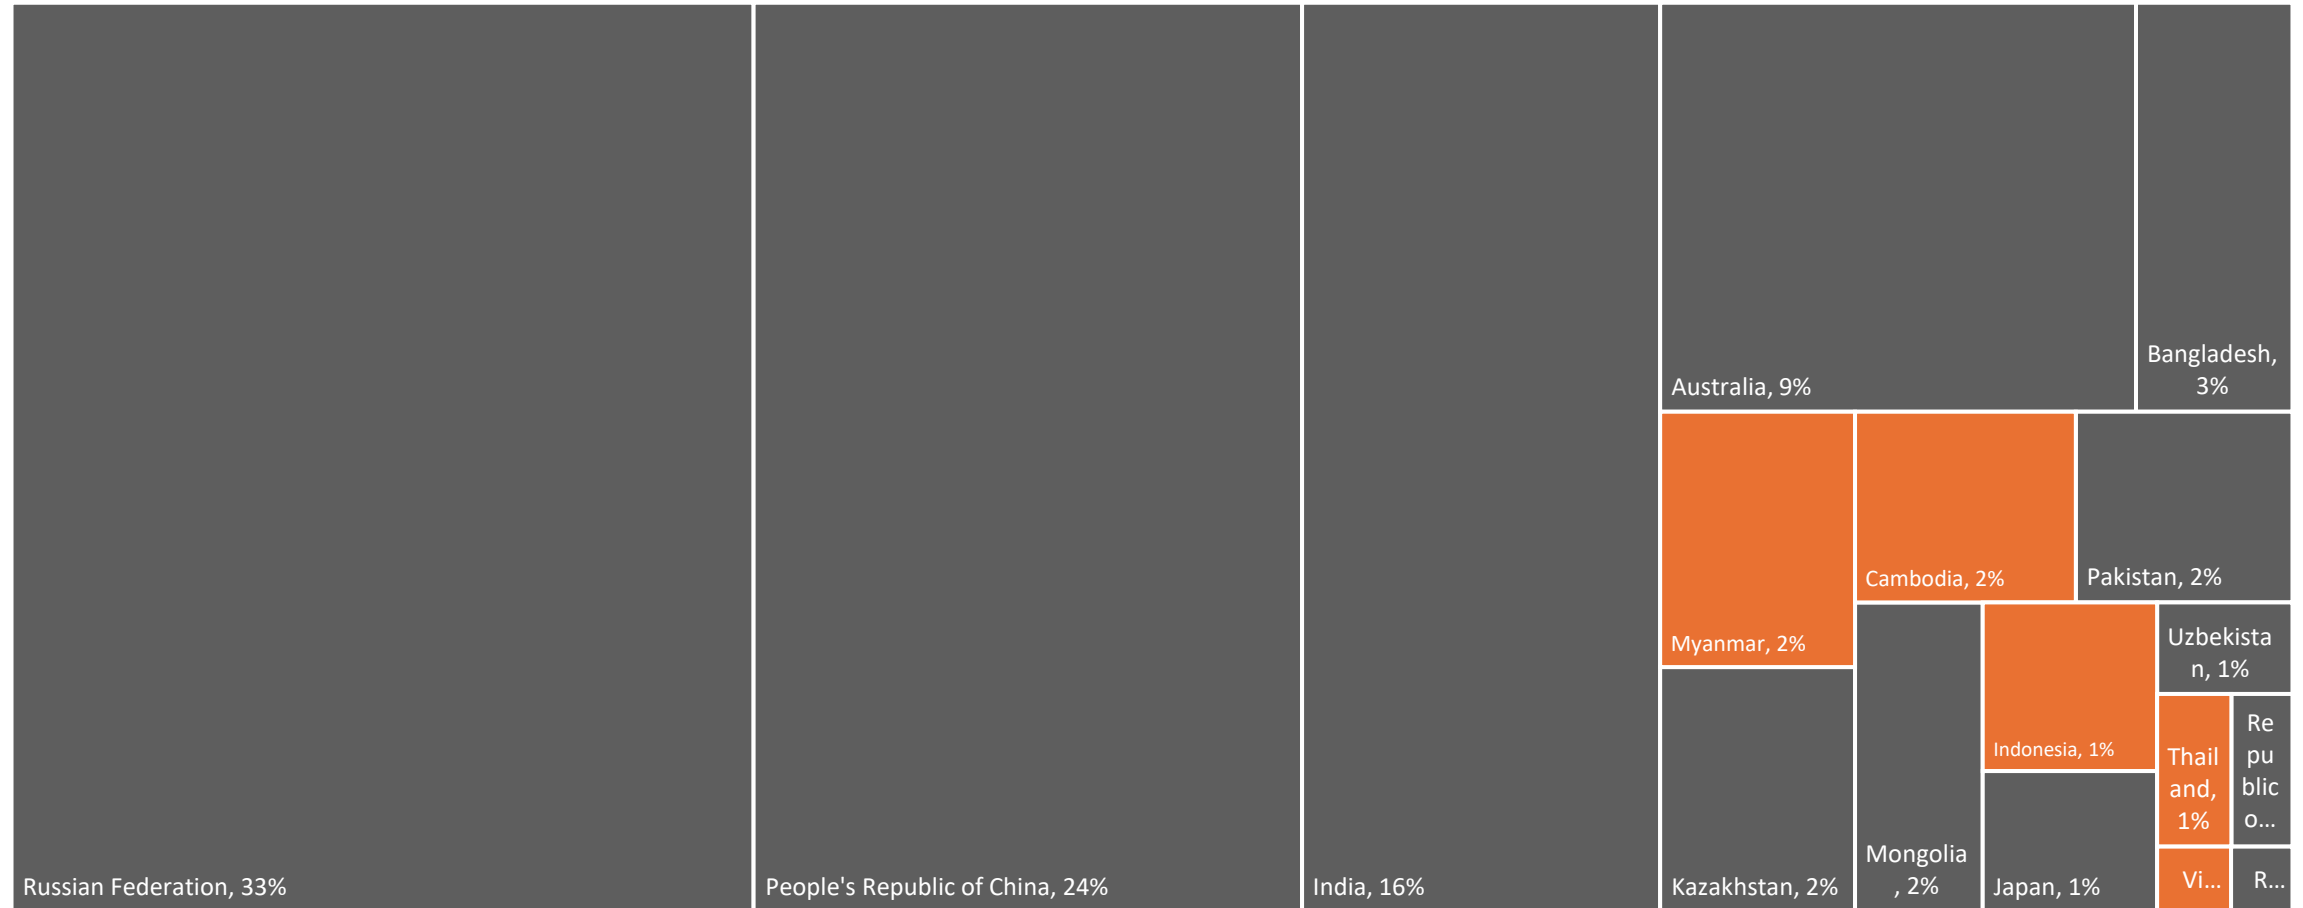 Russian Federation, 33%
People's Republic of China, 24%
India, 16%
Australia, 9%
Bangladesh,
3%
Myanmar, 2%
Cambodia, 2%
Pakistan, 2%
Kazakhstan, 2%
Mongolia
, 2%
Indonesia, 1%
Japan, 1%
Uzbekista
n, 1%
Thail
and,
1%
Re
pu
blic
o...
Vi...
R...